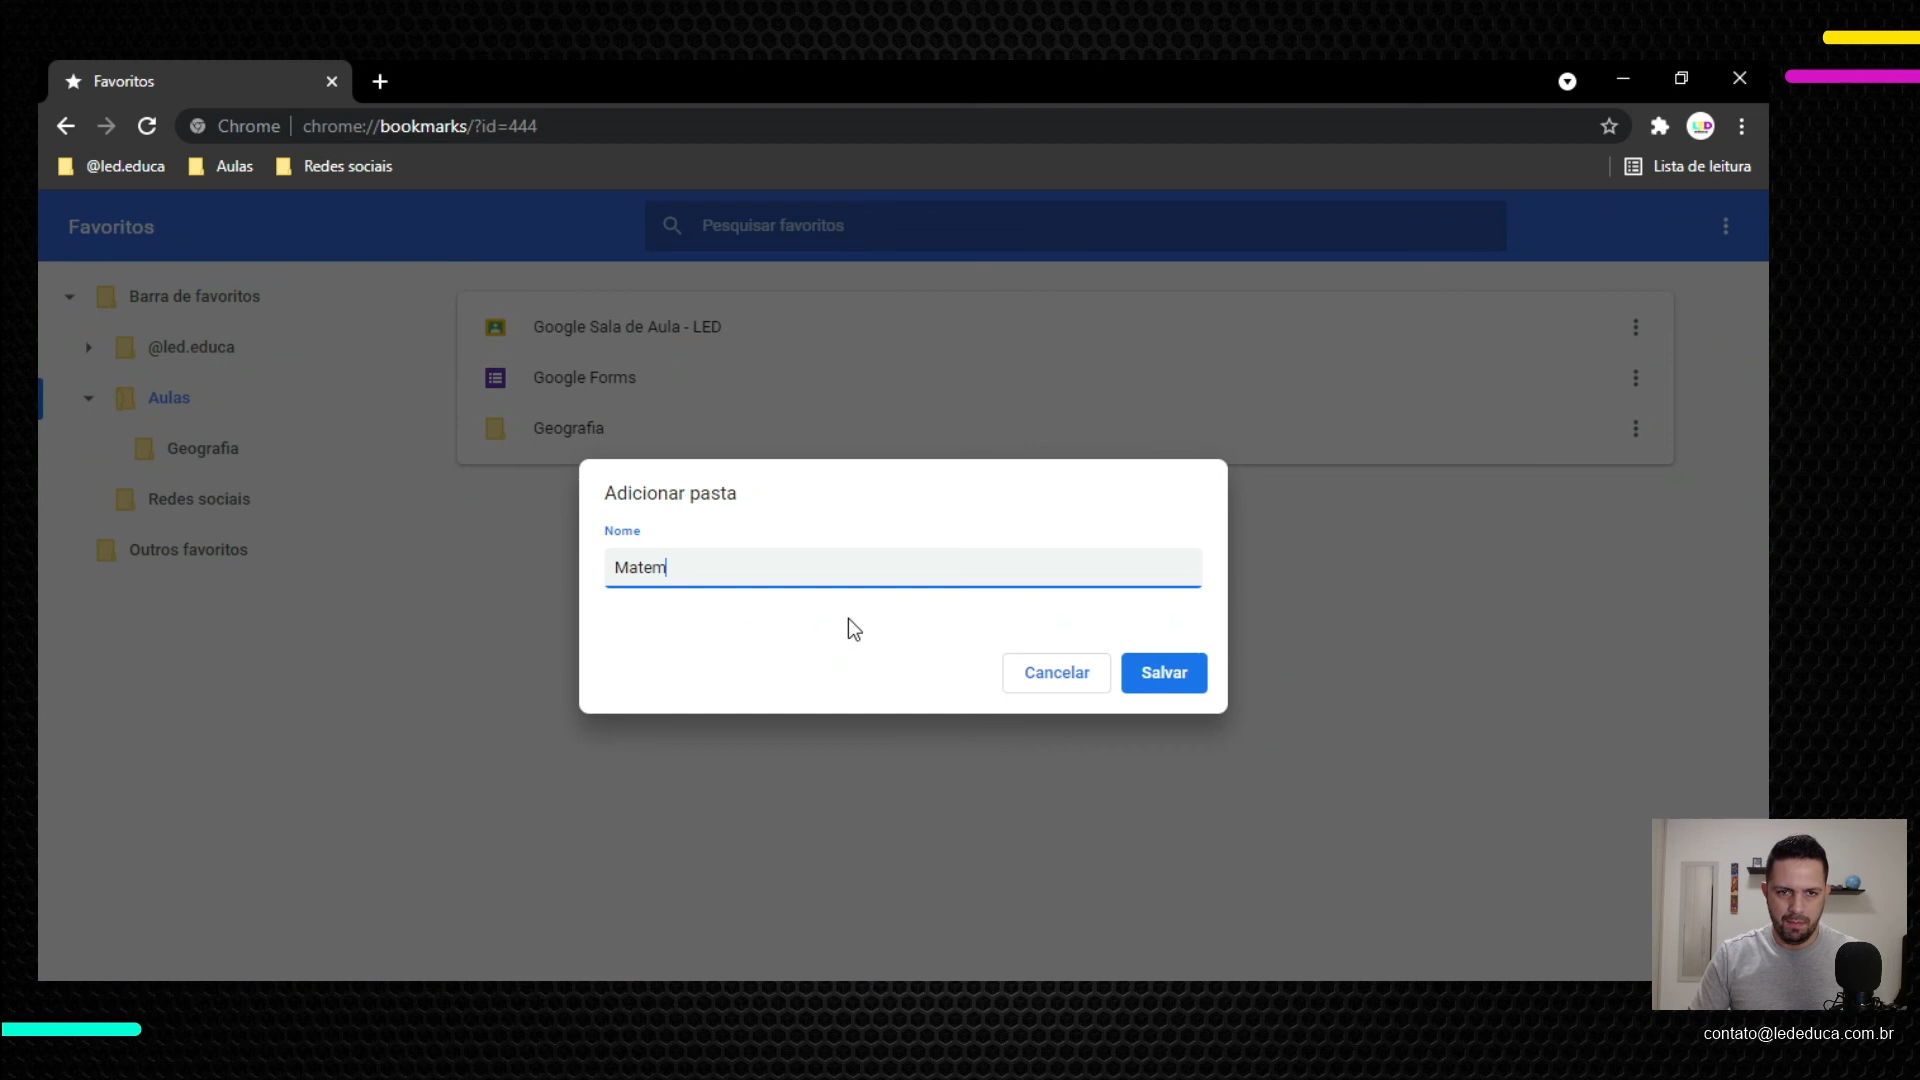 Favoritos
Chrome | chrome://bookmarks/?id=444
LED
@led.educa Aulas Redes sociais Lista de leitura
Favoritos Pesquisar favoritos
Barra de favoritos
@led.educa
Aulas
Geografia
Redes sociais
Outros favoritos
Google Sala de Aula - LED
Google Forms
Geografia
Adicionar pasta
Nome
Matem
Cancelar Salvar
contato@lededuca.com.br